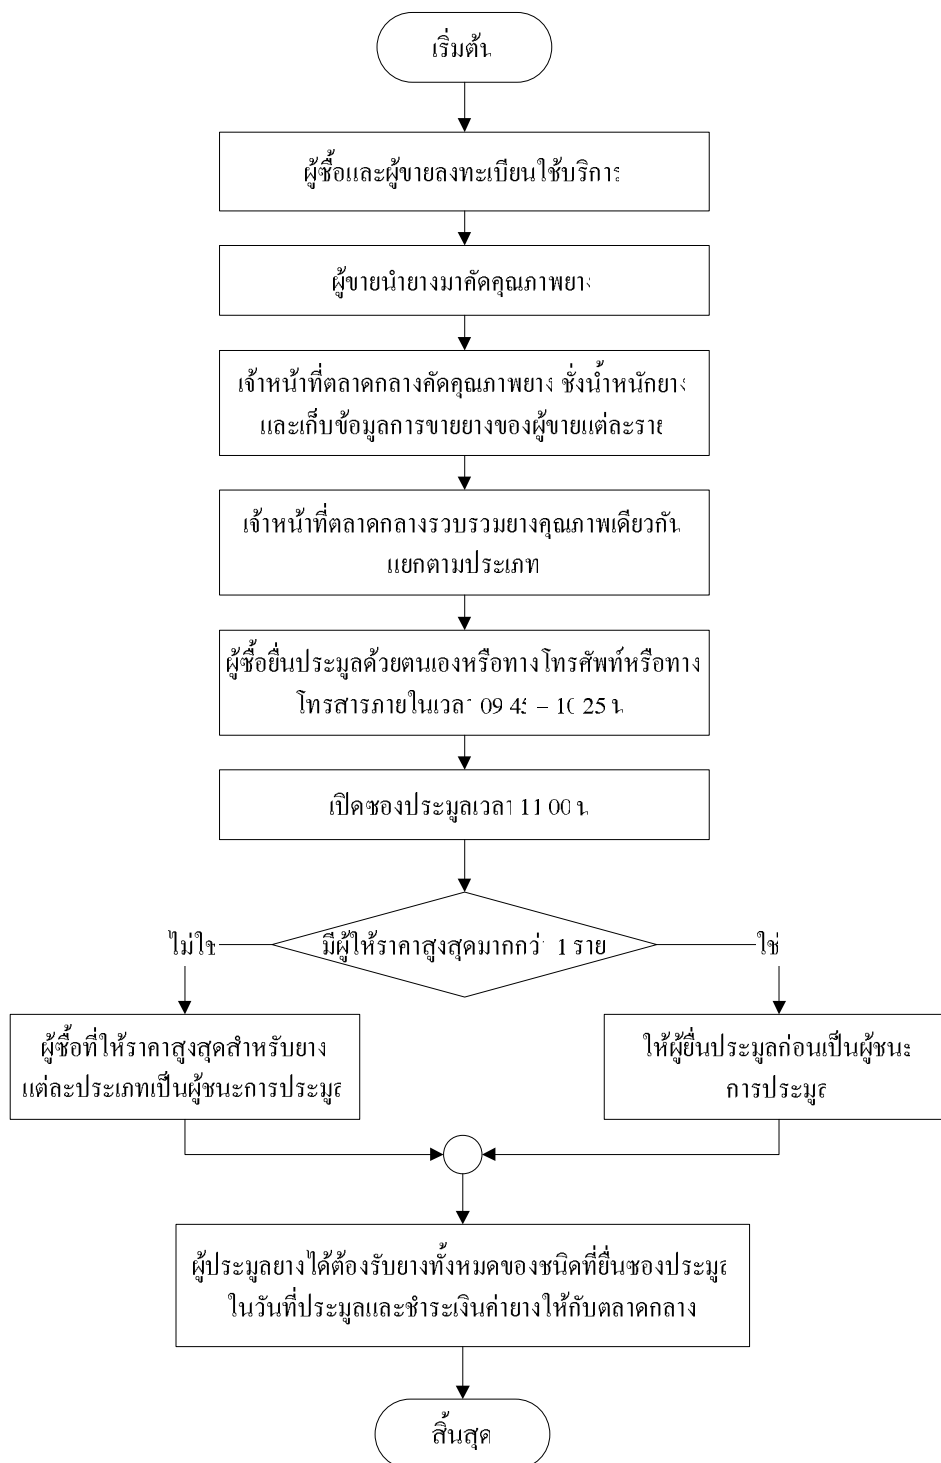 เริ่มต้น
ผู้ซื้อและผู้ขายลงทะเบียนใช้บริการ
ผู้ขายนำยางมาคัดคุณภาพยาง
เจ้าหน้าที่ตลาดกลางคัดคุณภาพยาง ชั่งน้ำหนักยาง
และเก็บข้อมูลการขายยางของผู้ขายแต่ละราย
เจ้าหน้าที่ตลาดกลางรวบรวมยางคุณภาพเดียวกัน
แยกตามประเภท
ผู้ซื้อยื่นประมูลด้วยตนเองหรือทางโทรศัพท์หรือทาง
โทรสารภายในเวลา 09 45 – 10 25 น
เปิดซองประมูลเวลา 11 00 น
มีผู้ให้ราคาสูงสุดมากกว่า 1 ราย
ไม่ใช่
ใช่
ผู้ซื้อที่ให้ราคาสูงสุดสำหรับยาง
แต่ละประเภทเป็นผู้ชนะการประมูล
ให้ผู้ยื่นประมูลก่อนเป็นผู้ชนะ
การประมูล
ผู้ประมูลยางได้ต้องรับยางทั้งหมดของชนิดที่ยื่นซองประมูล
ในวันที่ประมูลและชำระเงินค่ายางให้กับตลาดกลาง
สิ้นสุด